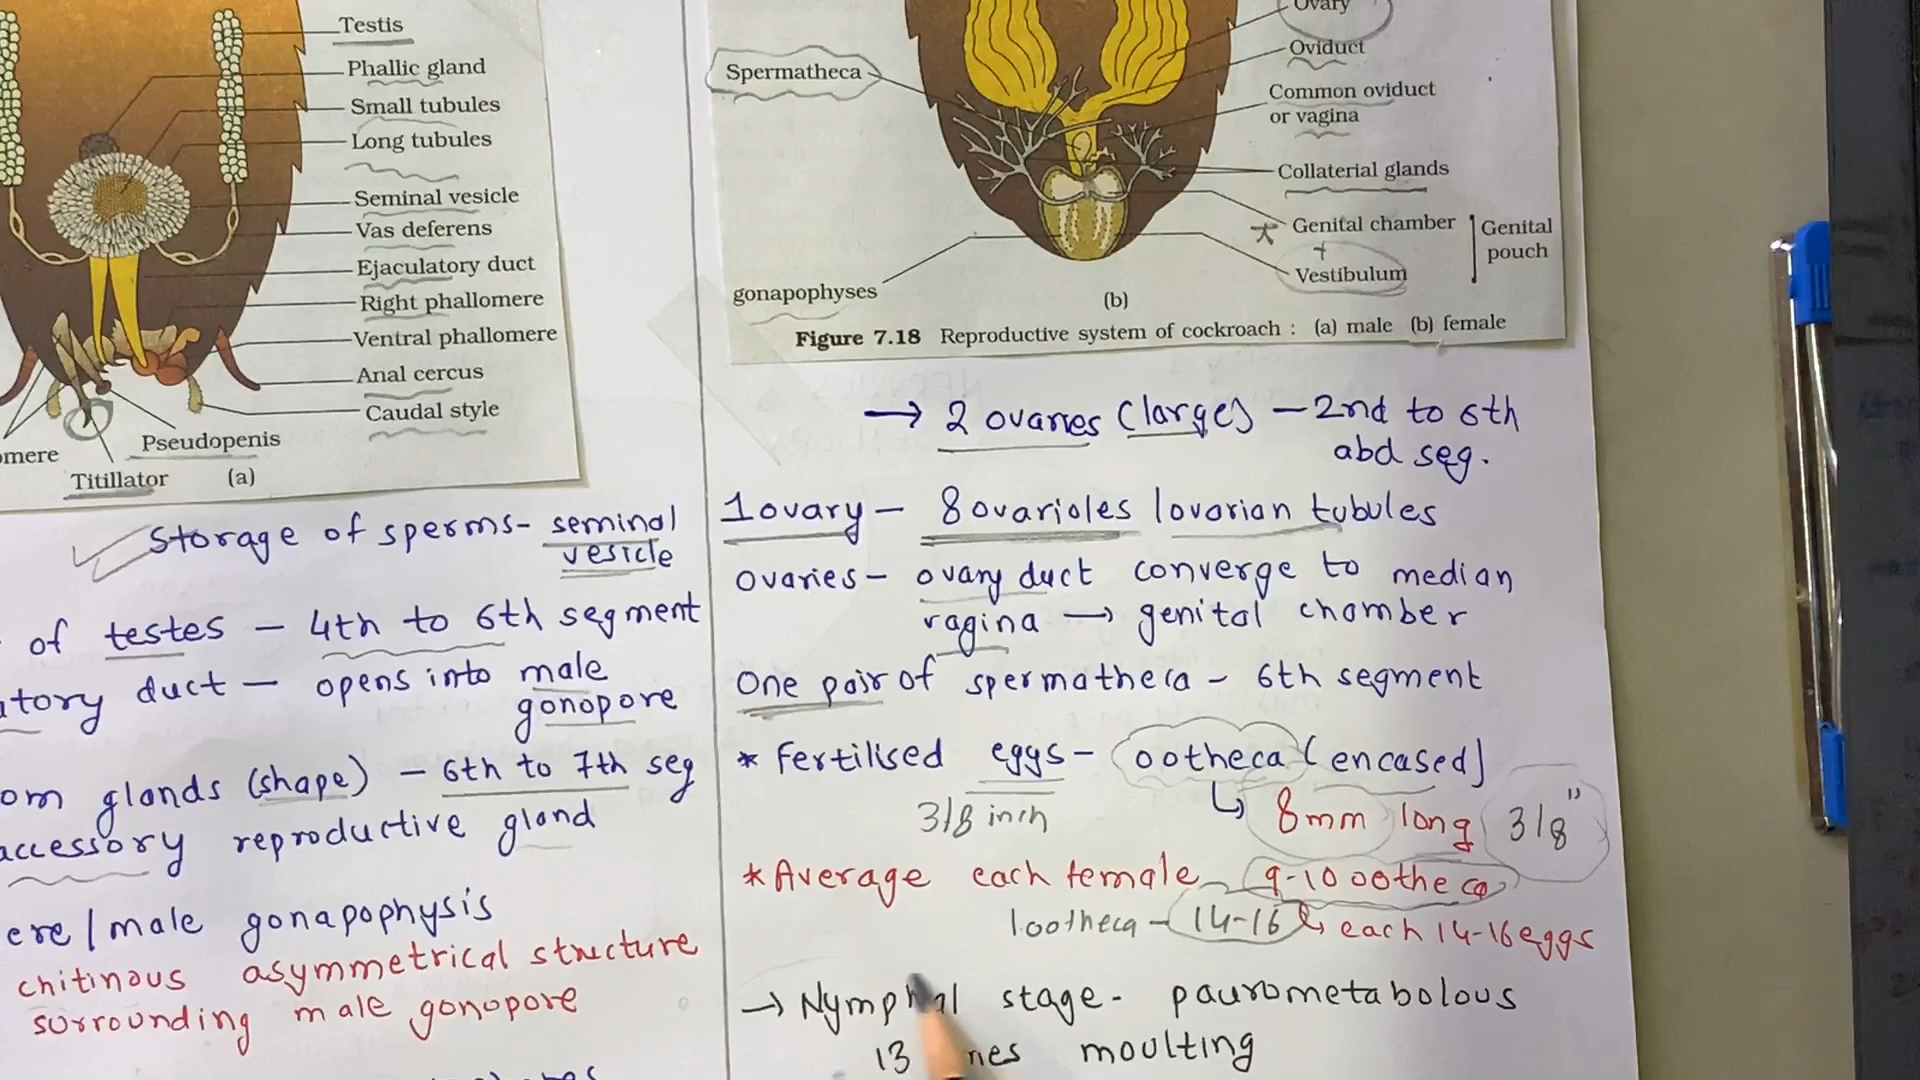 Testis
Phallic gland
Small tubules
Long tubules
Seminal vesicle
Vas deferens
Ejaculatory duct
Right phallomere
Ventral phallomere
Anal cercus
Caudal style
Pseudopenis
omere
Titillator
(a)
Storage of sperms- seminal
vesicle
of testes - 4th to 6th segment
atory duct - opens into male
gonopore
om glands (shape) - 6th to 7th seg
accessory reproductive gland
ere/male gonapophysis
chitinous asymmetrical structure
surrounding male gonopore
Ovary
Spermatheca
Oviduct
Common oviduct
or vagina
Collaterial glands
Genital chamber
+
Vestibulum
Genital
pouch
gonapophyses
(b)
Figure 7.18 Reproductive system of cockroach : (a) male (b) female
→ 2 ovaries (large) - 2nd to 6th
abd seg.
1 ovary - 8 ovarioles / ovarian tubules
ovaries - ovary duct converge to median
vagina → genital chamber
One pair of spermatheca - 6th segment
* Fertilised eggs - ootheca (encased)
3/8 inch
↳ 8mm long 3/8"
* Average each female 9-10 ootheca
1 ootheca - 14-16 ↳ each 14-16 eggs
→ stage - paurometabolous
13 moulting